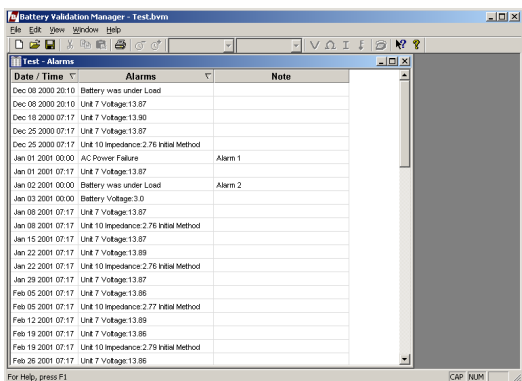 Battery Validation Manager - Test.bvm
File Edit View Window Help
V Ω I
Test - Alarms
Date / Time Alarms Note
Dec 08 2000 20:10 Battery was under Load
Dec 08 2000 20:10 Unit 7 Voltage:13.87
Dec 18 2000 07:17 Unit 7 Voltage:13.90
Dec 25 2000 07:17 Unit 7 Voltage:13.87
Dec 25 2000 07:17 Unit 10 Impedance:2.76 Initial Method
Jan 01 2001 00:00 AC Power Failure Alarm 1
Jan 01 2001 07:17 Unit 7 Voltage:13.87
Jan 02 2001 00:00 Battery was under Load Alarm 2
Jan 03 2001 00:00 Battery Voltage:3.0
Jan 08 2001 07:17 Unit 7 Voltage:13.87
Jan 08 2001 07:17 Unit 10 Impedance:2.76 Initial Method
Jan 15 2001 07:17 Unit 7 Voltage:13.87
Jan 22 2001 07:17 Unit 7 Voltage:13.89
Jan 22 2001 07:17 Unit 10 Impedance:2.76 Initial Method
Jan 29 2001 07:17 Unit 7 Voltage:13.87
Feb 05 2001 07:17 Unit 7 Voltage:13.86
Feb 05 2001 07:17 Unit 10 Impedance:2.77 Initial Method
Feb 12 2001 07:17 Unit 7 Voltage:13.89
Feb 19 2001 07:17 Unit 7 Voltage:13.86
Feb 19 2001 07:17 Unit 10 Impedance:2.79 Initial Method
Feb 26 2001 07:17 Unit 7 Voltage:13.86
For Help, press F1 CAP NUM